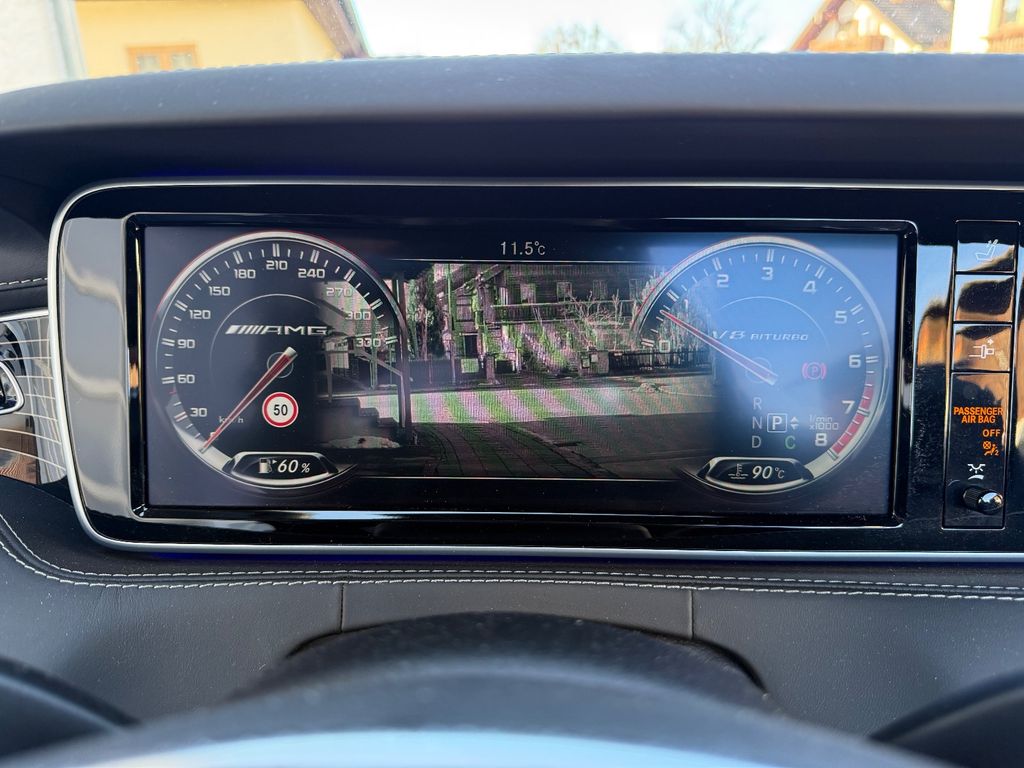 11.5°C
30
60
90
120
150
180
210
240
270
300
330
AMG
km/h
50
60 %
0
2
3
4
5
6
7
8
V8 BITURBO
R
N P
D C
1/min
x1000
90 °C
PASSENGER
AIR BAG
OFF